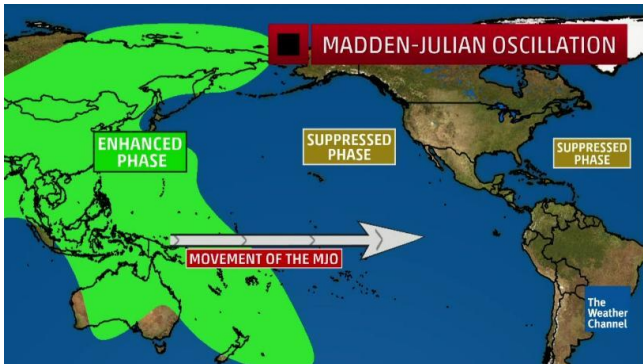 MADDEN-JULIAN OSCILLATION
ENHANCED
PHASE
SUPPRESSED
PHASE
SUPPRESSED
PHASE
MOVEMENT OF THE MJO
The
Weather
Channel